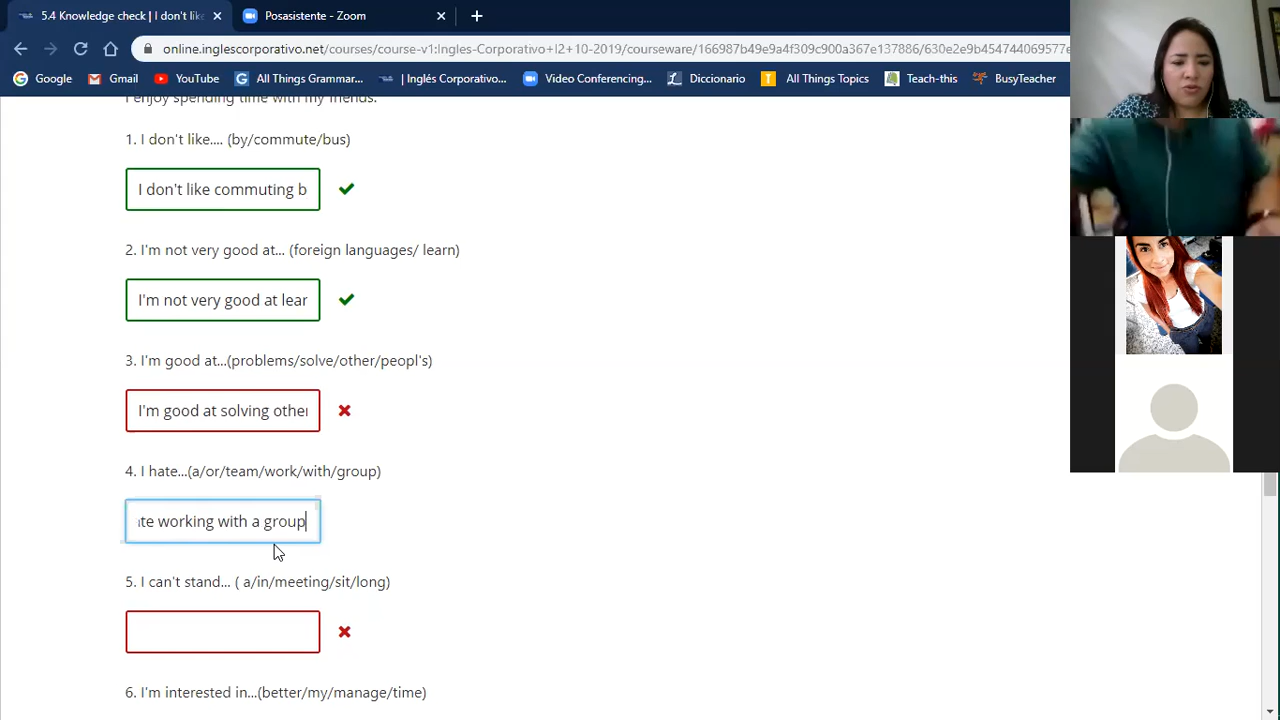 5.4 Knowledge check | I don't lik
Posasistente - Zoom
online.inglescorporativo.net/courses/course-v1:Ingles-Corporativo+I2+10-2019/courseware/166987b49e9a4f309c900a367e137886/630e2e9b454744069577e
Google
Gmail
YouTube
All Things Grammar...
| Inglés Corporativo...
Video Conferencing...
Diccionario
All Things Topics
Teach-this
BusyTeacher
I enjoy spending time with my friends.
1. I don't like.... (by/commute/bus)
I don't like commuting b
2. I'm not very good at... (foreign languages/ learn)
I'm not very good at lear
3. I'm good at...(problems/solve/other/peopl's)
I'm good at solving other
4. I hate...(a/or/team/work/with/group)
te working with a group
5. I can't stand... ( a/in/meeting/sit/long)
6. I'm interested in...(better/my/manage/time)